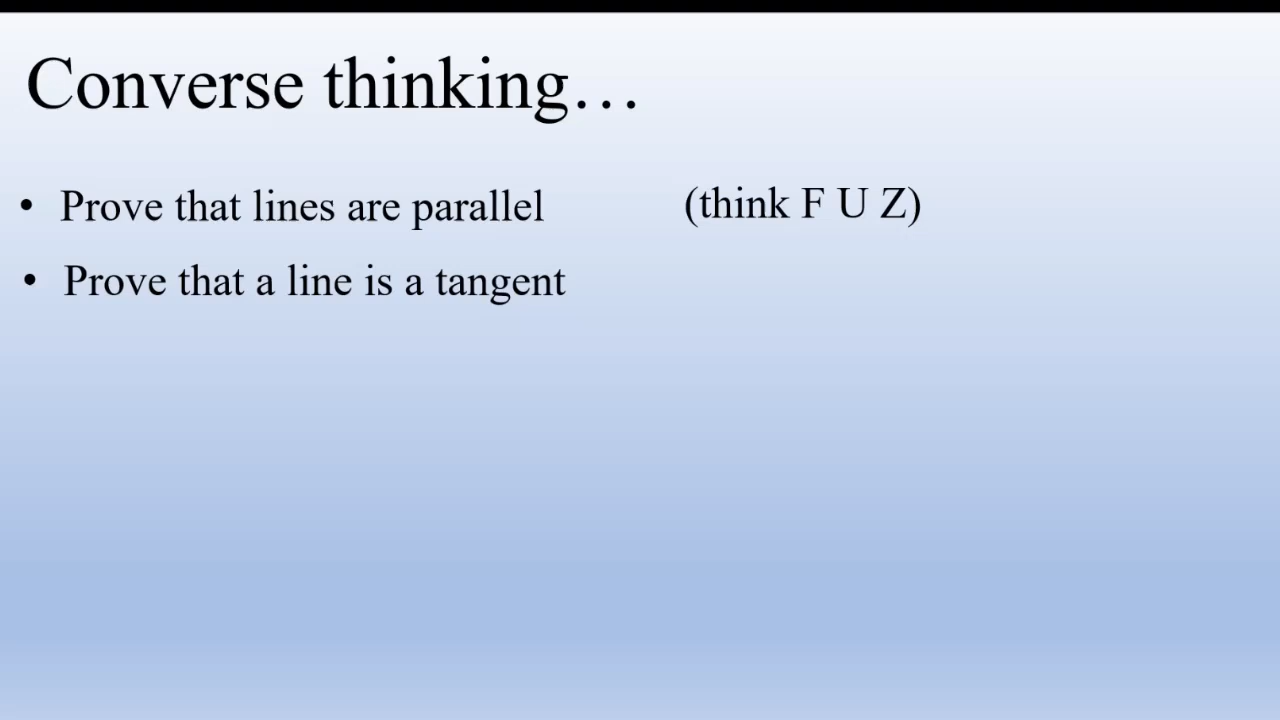 Converse thinking…
• Prove that lines are parallel (think F U Z)
• Prove that a line is a tangent